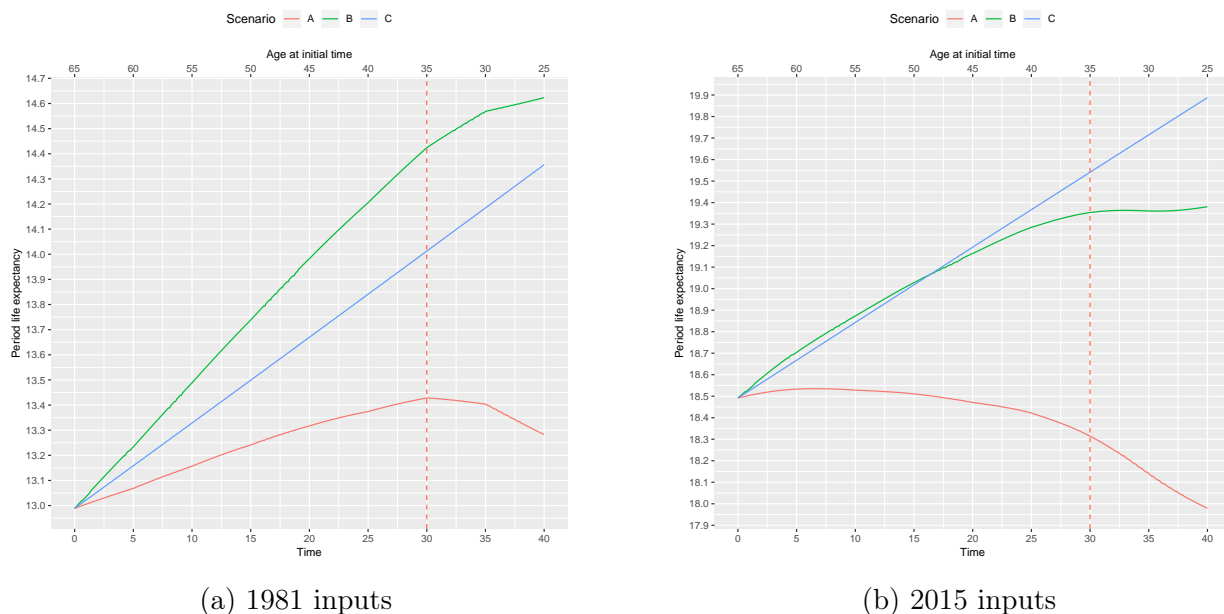 Scenario A B C
Age at initial time
65 60 55 50 45 40 35 30 25
14.7
14.6
14.5
14.4
14.3
14.2
14.1
14.0
13.9
13.8
13.7
13.6
13.5
13.4
13.3
13.2
13.1
13.0
Period life expectancy
0 5 10 15 20 25 30 35 40
Time
(a) 1981 inputs
Scenario A B C
Age at initial time
65 60 55 50 45 40 35 30 25
19.9
19.8
19.7
19.6
19.5
19.4
19.3
19.2
19.1
19.0
18.9
18.8
18.7
18.6
18.5
18.4
18.3
18.2
18.1
18.0
17.9
Period life expectancy
0 5 10 15 20 25 30 35 40
Time
(b) 2015 inputs